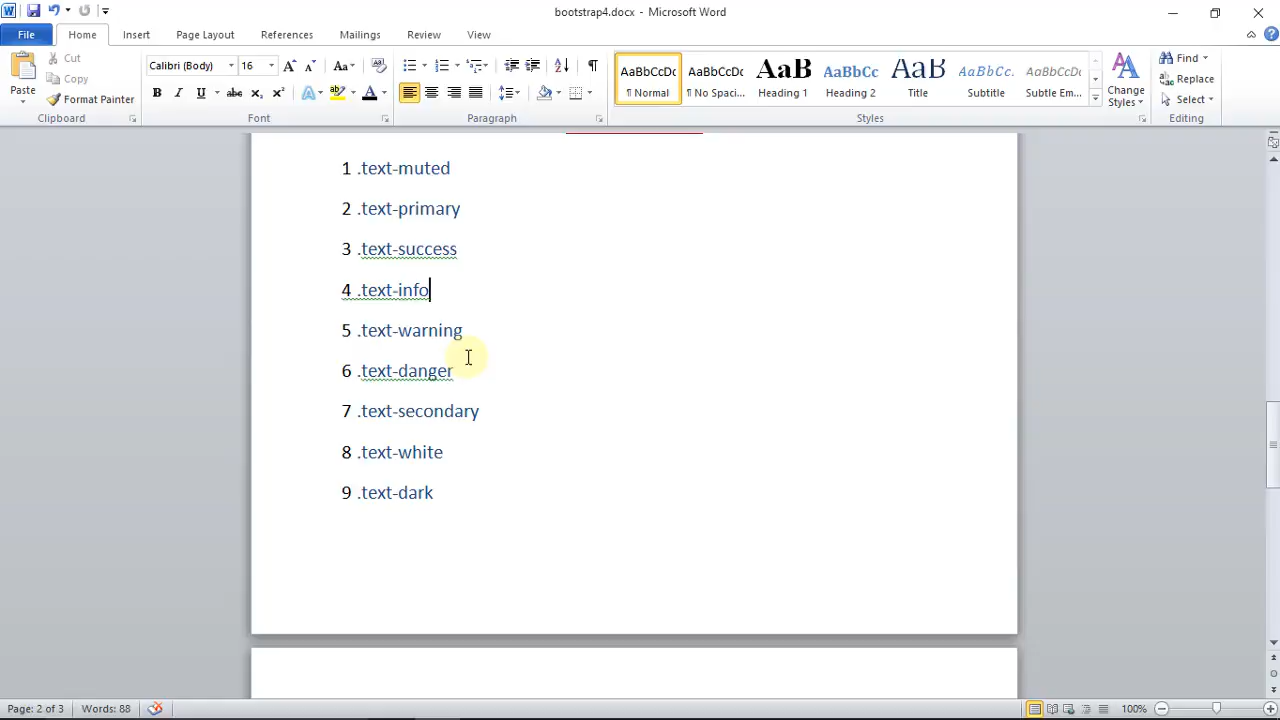 bootstrap4.docx - Microsoft Word
File Home Insert Page Layout References Mailings Review View
Paste
Cut
Copy
Format Painter
Clipboard
Calibri (Body) 16
Font
Paragraph
AaBbCcDc AaBbCcDc AaB AaBbCc AaB AaBbCc. AaBbCcDc
¶ Normal ¶ No Spaci... Heading 1 Heading 2 Title Subtitle Subtle Em...
Change
Styles
Styles
Find
Replace
Select
Editing
1 .text-muted
2 .text-primary
3 .text-success
4 .text-info
5 .text-warning
6 .text-danger
7 .text-secondary
8 .text-white
9 .text-dark
Page: 2 of 3 Words: 88 100%